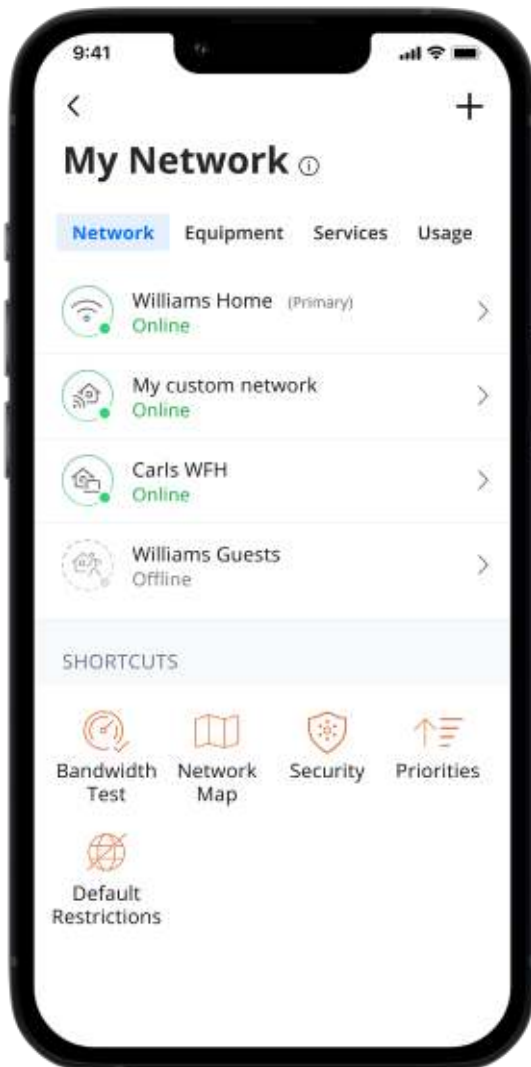 9:41
My Network
Network Equipment Services Usage
Williams Home (Primary)
Online
My custom network
Online
Carls WFH
Online
Williams Guests
Offline
SHORTCUTS
Bandwidth Test
Network Map
Security
Priorities
Default Restrictions